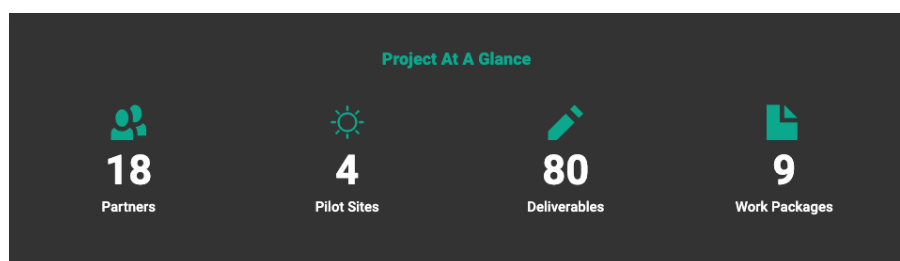 Project At A Glance
18
4
80
9
Partners
Pilot Sites
Deliverables
Work Packages